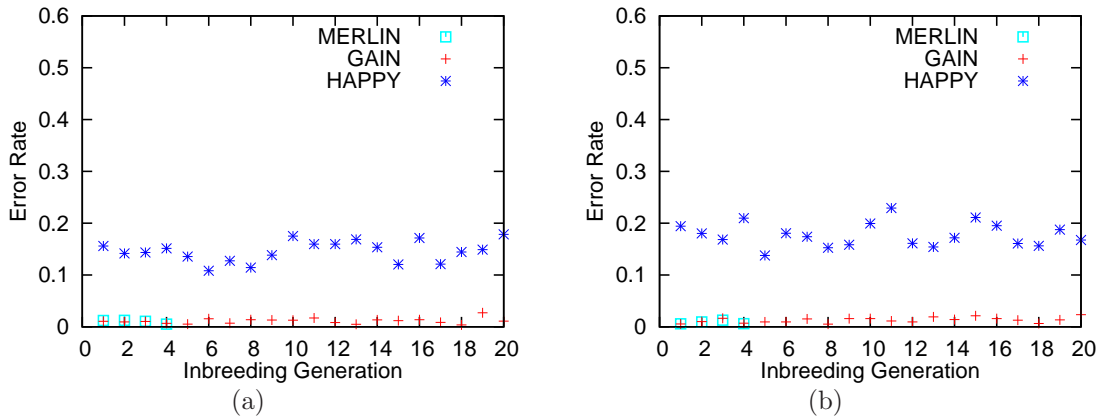 0.6
0.5
0.4
0.3
0.2
0.1
0
Error Rate
MERLIN
GAIN
HAPPY
0 2 4 6 8 10 12 14 16 18 20
Inbreeding Generation
(a)
0.6
0.5
0.4
0.3
0.2
0.1
0
Error Rate
MERLIN
GAIN
HAPPY
0 2 4 6 8 10 12 14 16 18 20
Inbreeding Generation
(b)